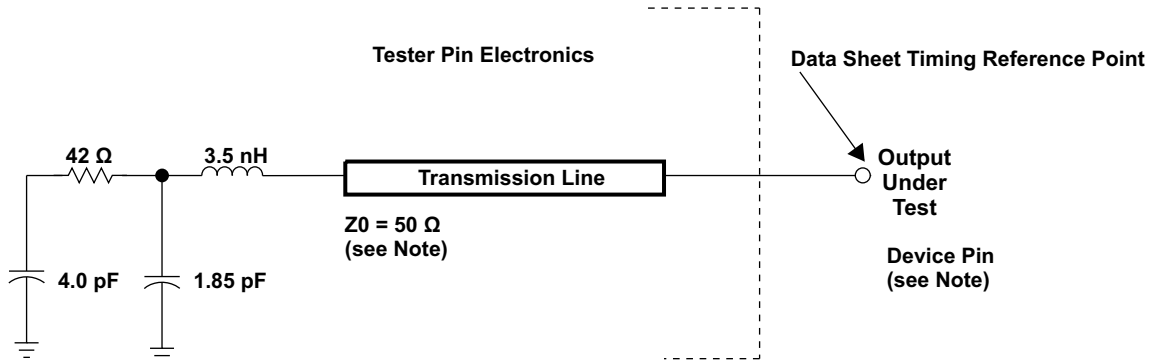 Tester Pin Electronics
Data Sheet Timing Reference Point
42 Ω
3.5 nH
Transmission Line
Output
Under
Test
Z0 = 50 Ω
(see Note)
Device Pin
(see Note)
4.0 pF
1.85 pF